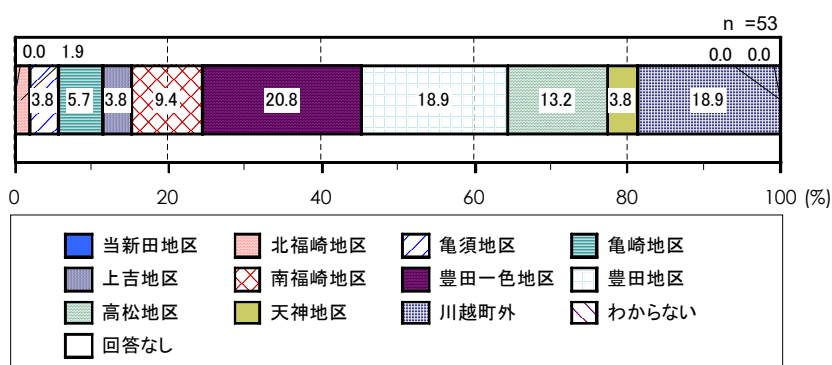 n =53
0.0 1.9 0.0 0.0
3.8 5.7 3.8 9.4 20.8 18.9 13.2 3.8 18.9
0 20 40 60 80 100 (%)
当新田地区 北福崎地区 亀須地区 亀崎地区
上吉地区 南福崎地区 豊田一色地区 豊田地区
高松地区 天神地区 川越町外 わからない
回答なし